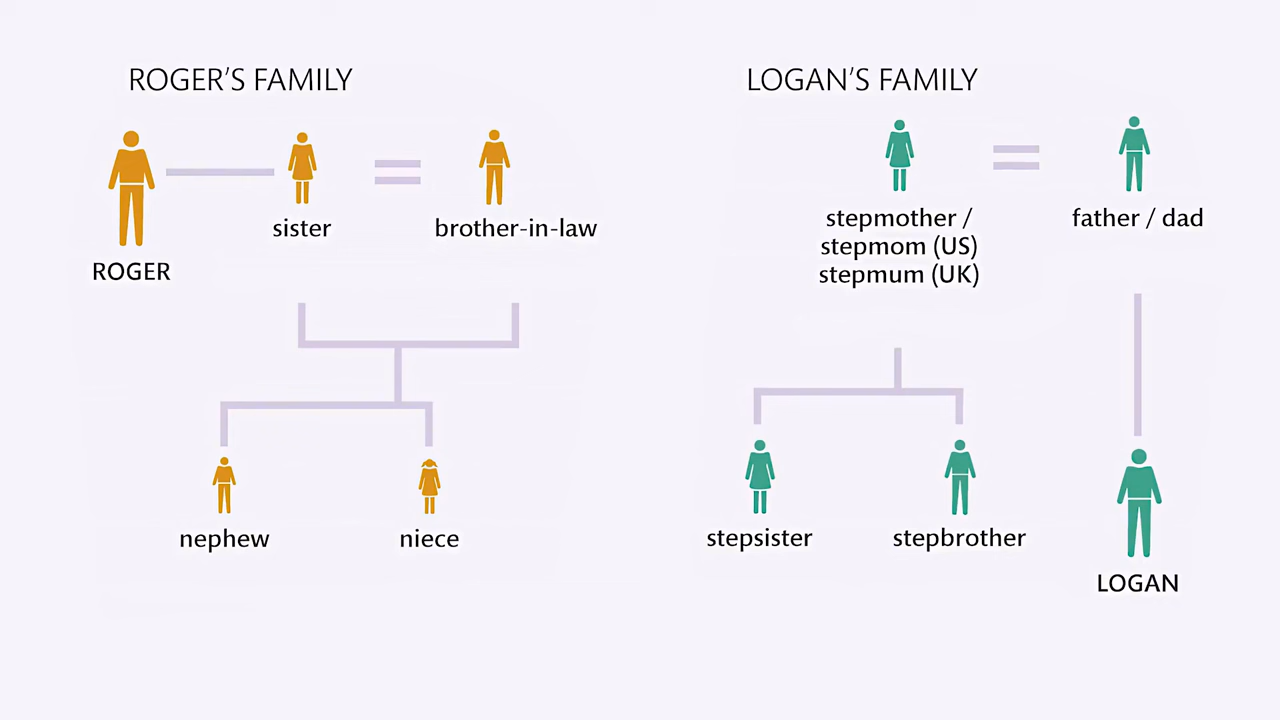 ROGER'S FAMILY
sister
brother-in-law
ROGER
nephew
niece
LOGAN'S FAMILY
stepmother /
stepmom (US)
stepmum (UK)
father / dad
stepsister
stepbrother
LOGAN